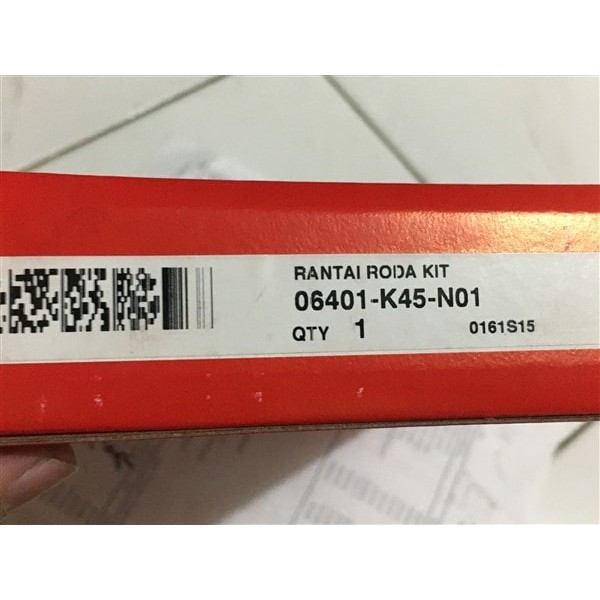 RANTAI RODA KIT
06401-K45-N01
QTY 1 0161S15